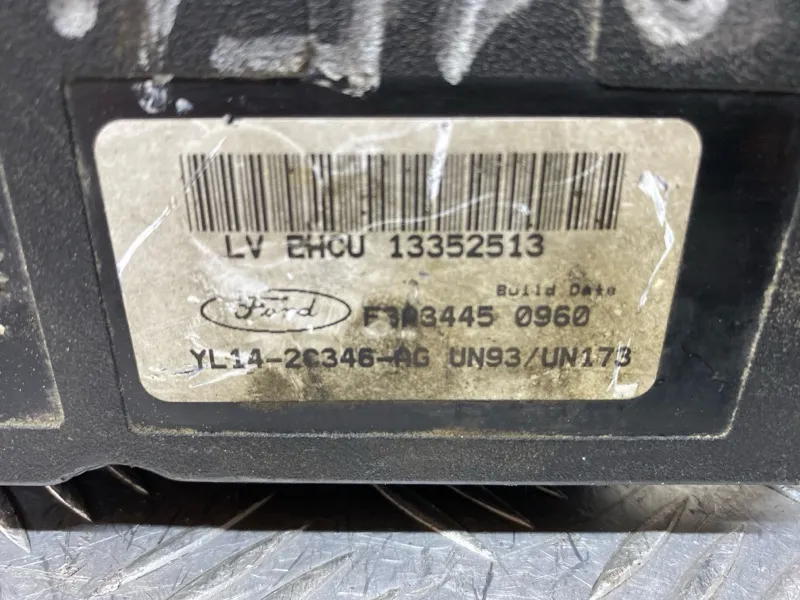 LV EHCU 13352513
Build Date
Ford F3A3445 0960
YL14-2C346-AG UN93/UN173